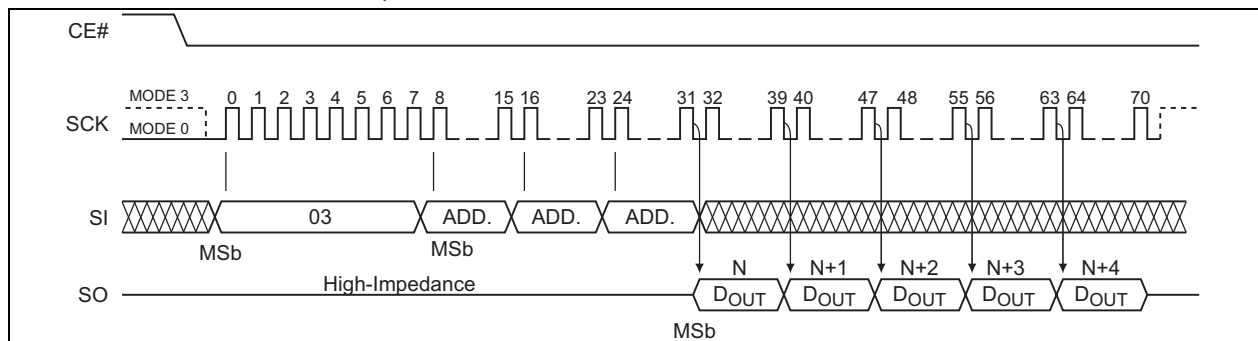 CE#
MODE 3 0 1 2 3 4 5 6 7 8 15 16 23 24 31 32 39 40 47 48 55 56 63 64 70
SCK
MODE 0
SI 03 ADD. ADD. ADD.
MSb MSb
N N+1 N+2 N+3 N+4
SO High-Impedance DOUT DOUT DOUT DOUT DOUT
MSb